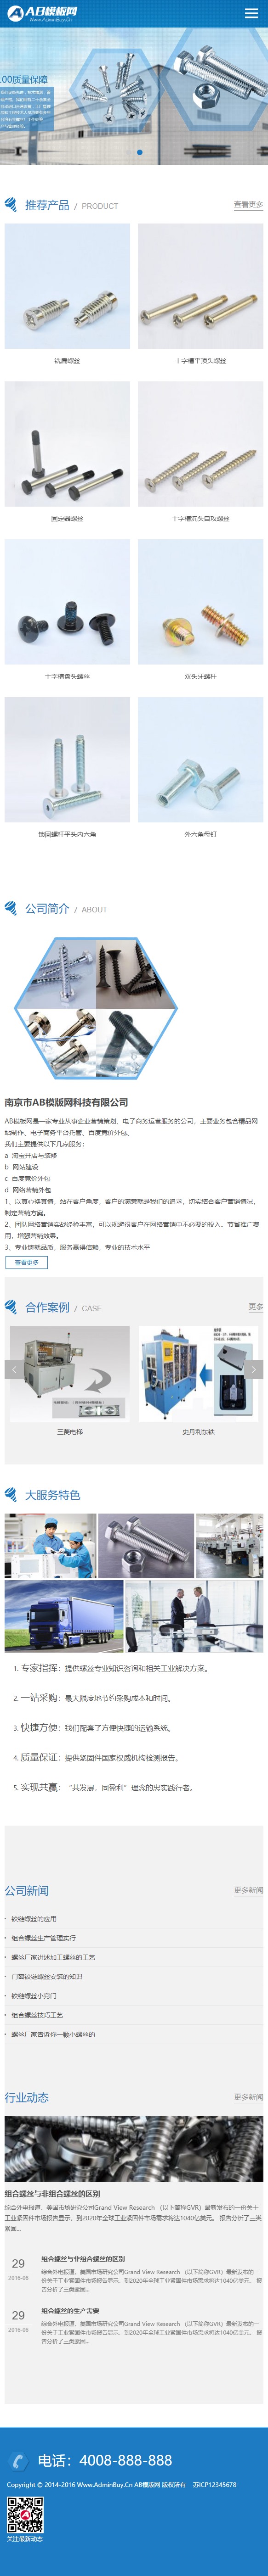 AB模版网
Www.AdminBuy.Cn
100质量保障
推荐产品 / PRODUCT
查看更多
铣扁螺丝
十字槽平顶头螺丝
固定器螺丝
十字槽沉头自攻螺丝
十字槽盘头螺丝
双头牙螺杆
锁固螺杆平头内六角
外六角母钉
公司简介 / ABOUT
南京市AB模版网科技有限公司
AB模板网是一家专业从事企业营销策划、电子商务运营服务的公司，主要业务包含精品网
站制作、电子商务平台托管、百度竞价外包、
我们主要提供以下几点服务：
a 淘宝开店与装修
b 网站建设
c 百度竞价外包
d 网络营销外包
1、以真心换真情，站在客户角度，客户的满意就是我们的追求，切实结合客户营销情况，
制定营销方案。
2、团队网络营销实战经验丰富，可以规避很客户在网络营销中不必要的投入。节省推广费
用，增强营销效果。
3、专业铸就品质、服务赢得信赖，专业的技术水平
查看更多
合作案例 / CASE
更多
三菱电梯
史丹利东铁
大服务特色
1. 专家指挥：提供螺丝专业知识咨询和相关工业解决方案。
2. 一站采购：最大限度地节约采购成本和时间。
3. 快捷方便：我们配套了方便快捷的运输系统。
4. 质量保证：提供紧固件国家权威机构检测报告。
5. 实现共赢：“共发展，同盈利”理念的忠实践行者。
公司新闻
更多新闻
铰链螺丝的应用
组合螺丝生产管理实行
螺丝厂家讲述加工螺丝的工艺
门窗铰链螺丝安装的知识
铰链螺丝小窍门
组合螺丝技巧工艺
螺丝厂家告诉你一颗小螺丝的
行业动态
更多新闻
组合螺丝与非组合螺丝的区别
综合外电报道，美国市场研究公司Grand View Research （以下简称GVR）最新发布的一份关于
工业紧固件市场报告显示，到2020年全球工业紧固件市场需求将达1040亿美元。 报告分析了三类
紧固...
29
2016-06
组合螺丝与非组合螺丝的区别
综合外电报道，美国市场研究公司Grand View Research （以下简称GVR）最新发布的一
份关于工业紧固件市场报告显示，到2020年全球工业紧固件市场需求将达1040亿美元。 报
告分析了三类紧固...
29
2016-06
组合螺丝的生产需要
综合外电报道，美国市场研究公司Grand View Research （以下简称GVR）最新发布的一
份关于工业紧固件市场报告显示，到2020年全球工业紧固件市场需求将达1040亿美元。 报
告分析了三类紧固...
电话：4008-888-888
Copyright © 2014-2016 Www.AdminBuy.Cn AB模版网 版权所有 苏ICP12345678
关注最新动态